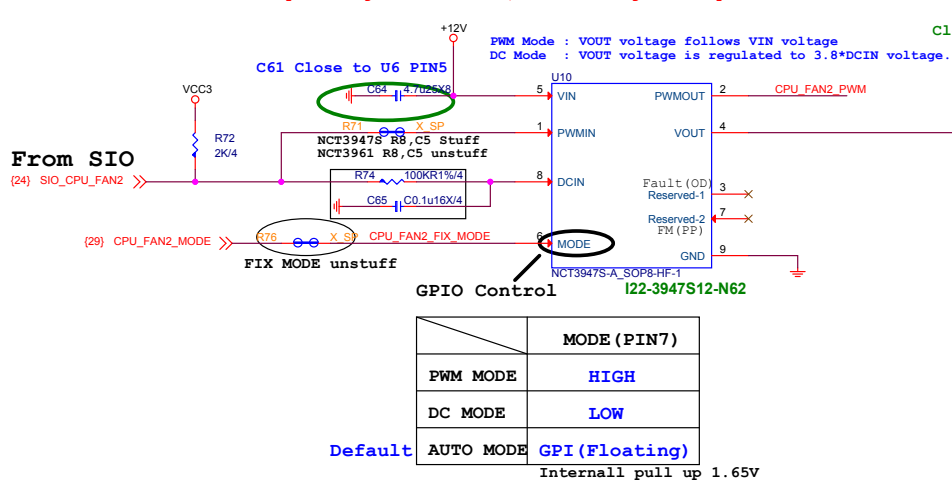 +12V
Cl
PWM Mode : VOUT voltage follows VIN voltage
DC Mode : VOUT voltage is regulated to 3.8*DCIN voltage.
C61 Close to U6 PIN5
U10
VCC3
C64 4.7u25X8
5 VIN PWMOUT 2 CPU_FAN2_PWM
R71 X_SP
1 PWMIN VOUT 4
R72
2K/4
NCT3947S R8,C5 Stuff
NCT3961 R8,C5 unstuff
From SIO
{24} SIO_CPU_FAN2
R74 100KR1%/4
8 DCIN
Fault(OD)
Reserved-1 3
C65 C0.1u16X/4
Reserved-2 7
FM(PP)
{29} CPU_FAN2_MODE R76 X_SP CPU_FAN2_FIX_MODE 6 MODE
GND 9
FIX MODE unstuff
NCT3947S-A_SOP8-HF-1
GPIO Control
I22-3947S12-N62
MODE(PIN7)
PWM MODE HIGH
DC MODE LOW
Default AUTO MODE GPI(Floating)
Internall pull up 1.65V